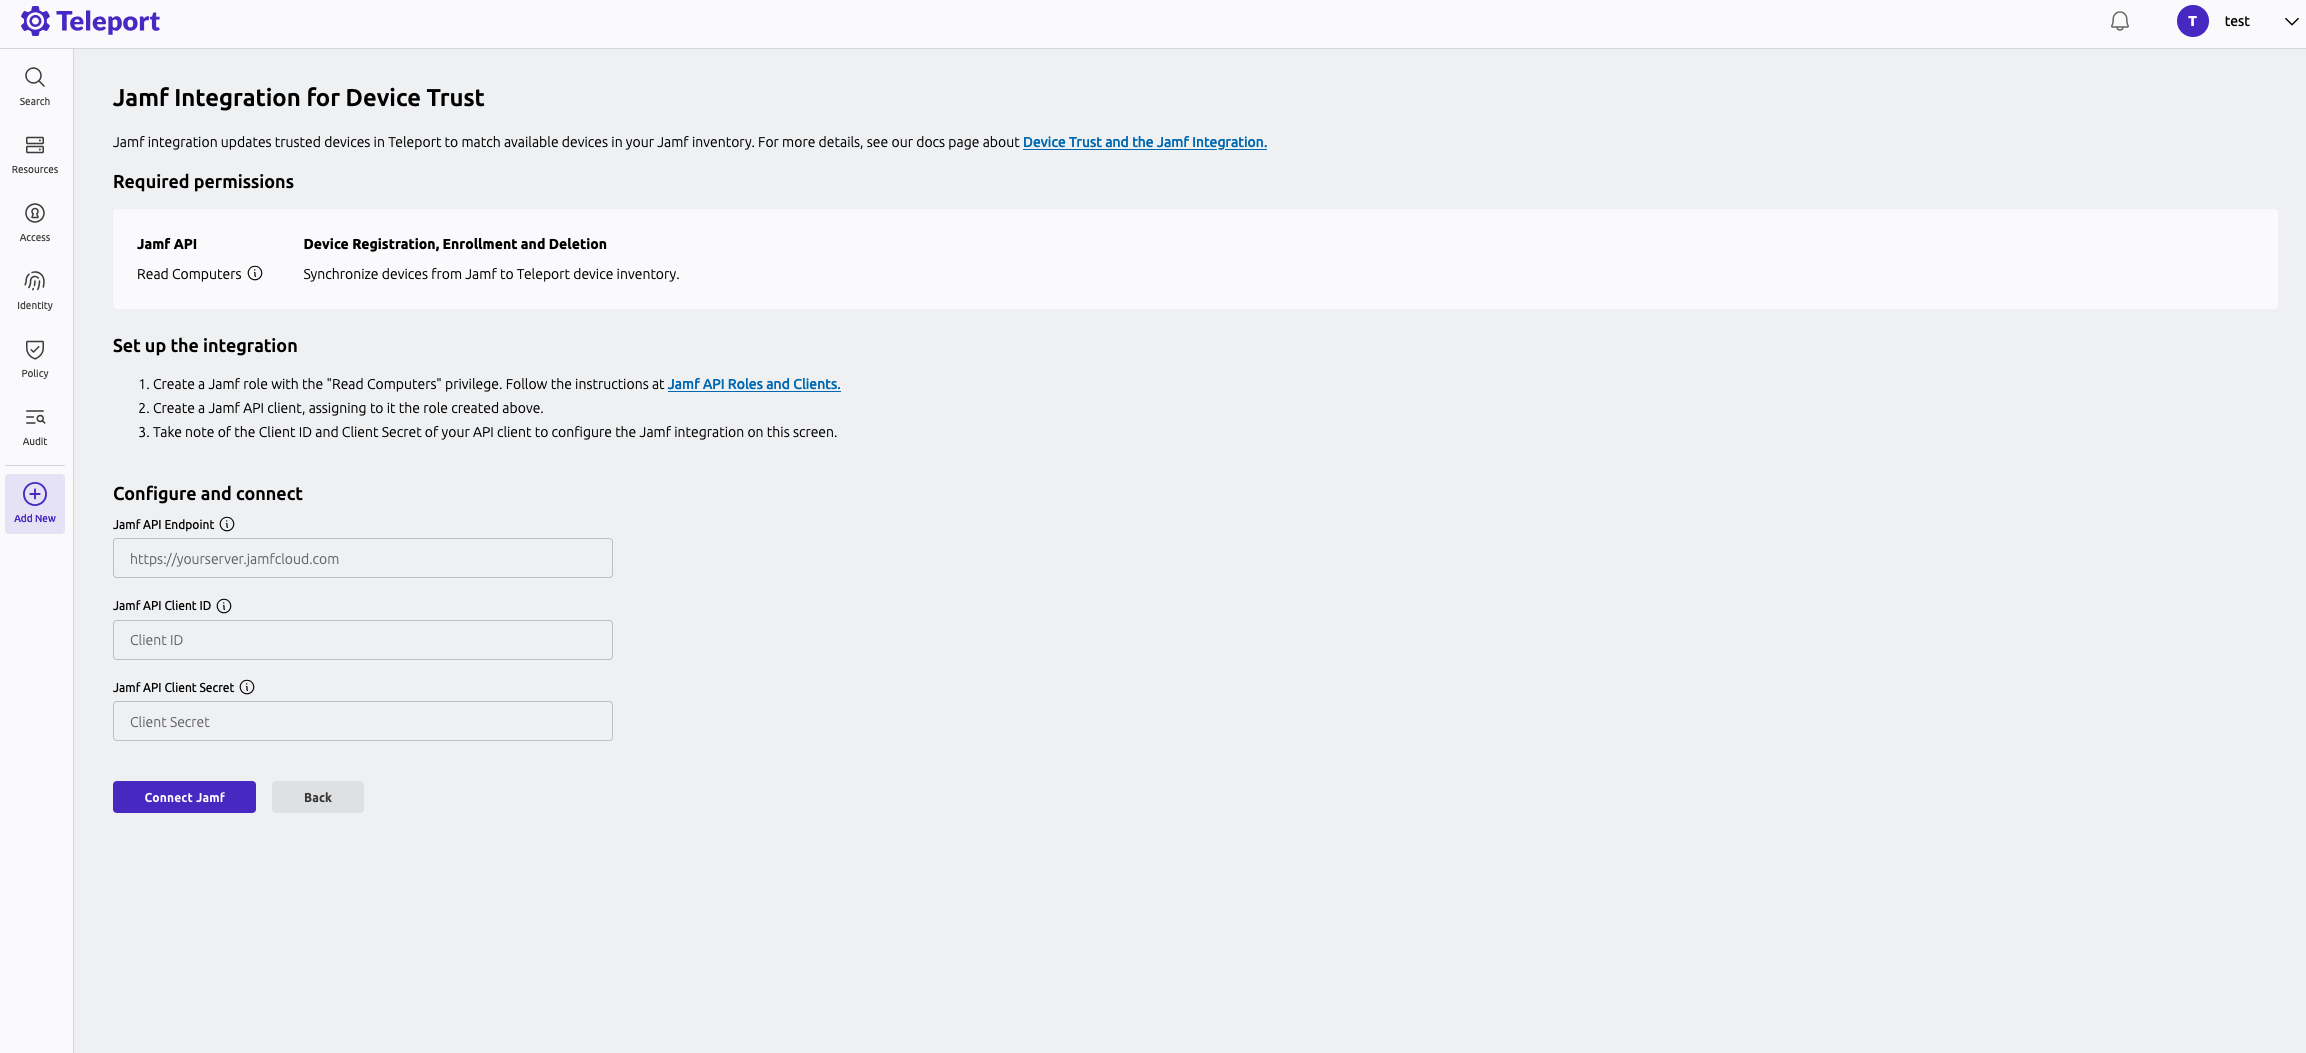 Teleport
T
test
Search
Resources
Access
Identity
Policy
Audit
Add New
Jamf Integration for Device Trust
Jamf integration updates trusted devices in Teleport to match available devices in your Jamf inventory. For more details, see our docs page about Device Trust and the Jamf Integration.
Required permissions
Jamf API
Device Registration, Enrollment and Deletion
Read Computers
Synchronize devices from Jamf to Teleport device inventory.
Set up the integration
1. Create a Jamf role with the "Read Computers" privilege. Follow the instructions at Jamf API Roles and Clients.
2. Create a Jamf API client, assigning to it the role created above.
3. Take note of the Client ID and Client Secret of your API client to configure the Jamf integration on this screen.
Configure and connect
Jamf API Endpoint
https://yourserver.jamfcloud.com
Jamf API Client ID
Client ID
Jamf API Client Secret
Client Secret
Connect Jamf
Back